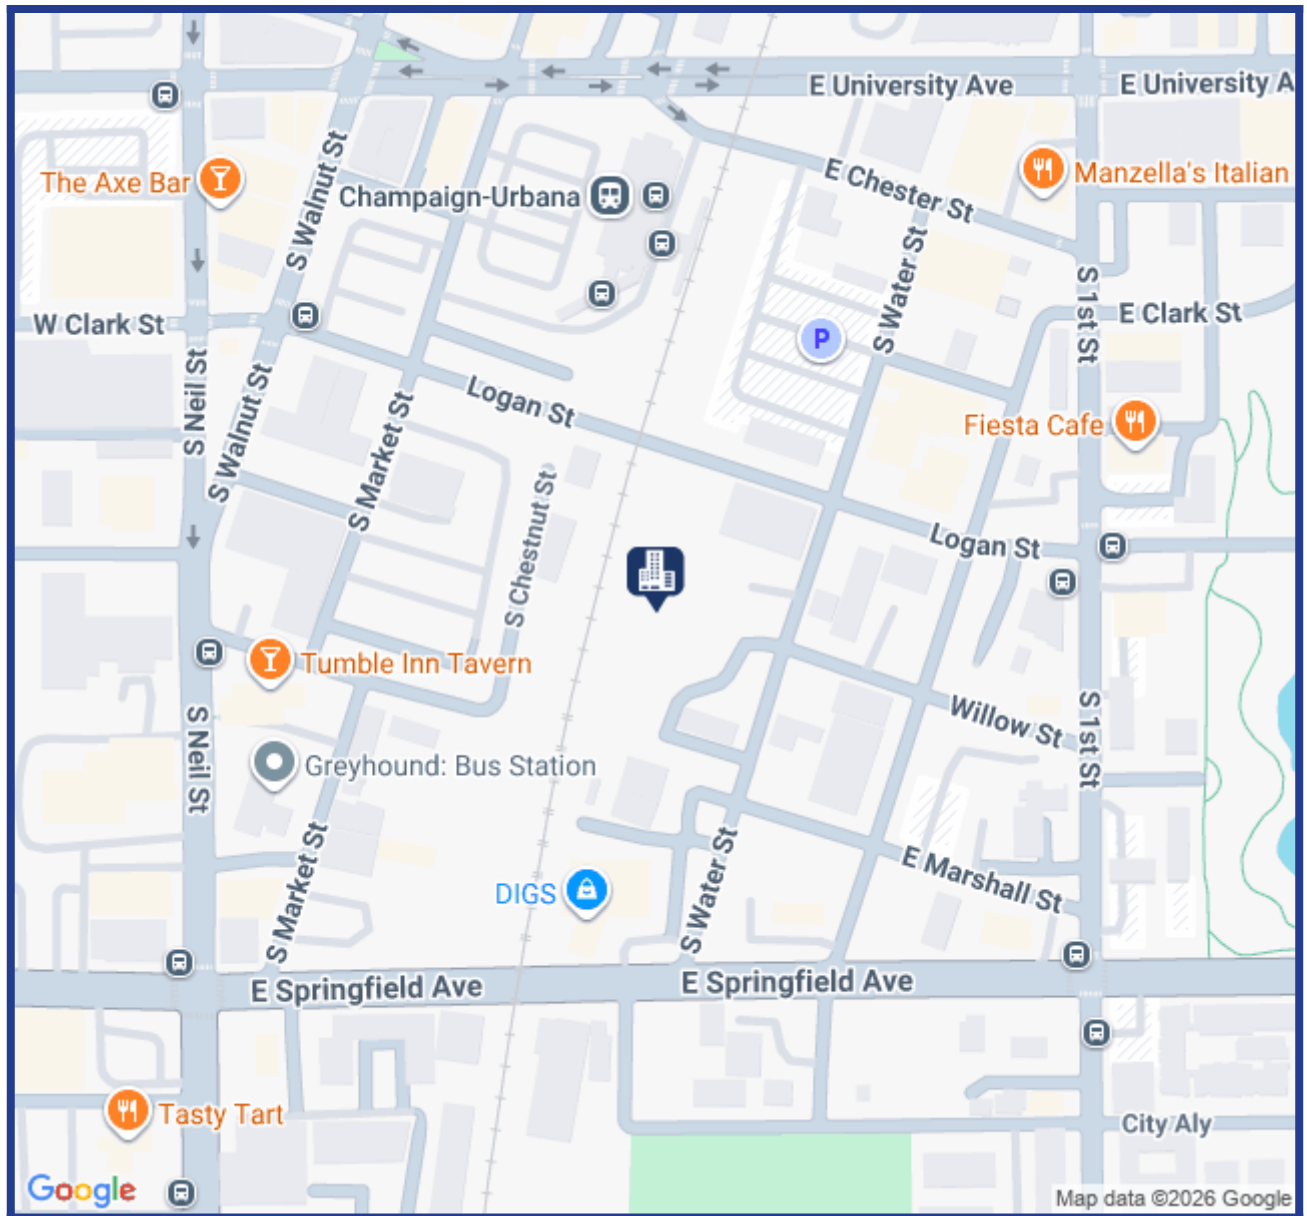 E University Ave
E University A
The Axe Bar
S Walnut St
Champaign-Urbana
E Chester St
Manzella's Italian
S Water St
S 1st St
E Clark St
W Clark St
P
S Neil St
S Walnut St
S Market St
Logan St
Fiesta Cafe
S Chestnut St
Logan St
Tumble Inn Tavern
Willow St
S 1st St
S Neil St
Greyhound: Bus Station
S Market St
S Water St
E Marshall St
DIGS
E Springfield Ave
E Springfield Ave
Tasty Tart
City Aly
Google
Map data ©2026 Google